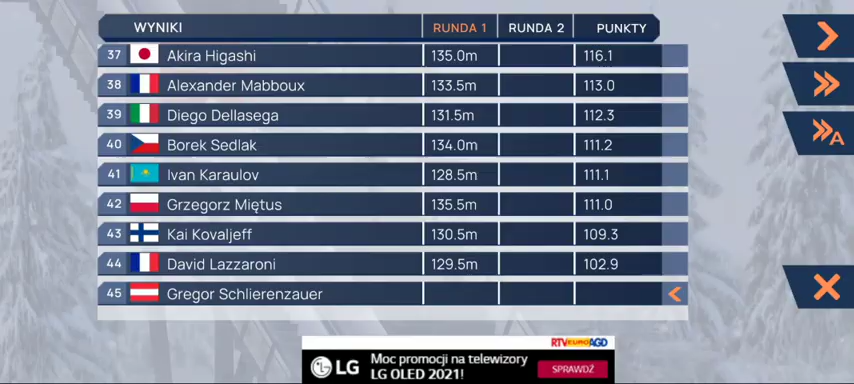 WYNIKI RUNDA 1 RUNDA 2 PUNKTY
37 Akira Higashi 135.0m 116.1
38 Alexander Mabboux 133.5m 113.0
39 Diego Dellasega 131.5m 112.3
40 Borek Sedlak 134.0m 111.2
41 Ivan Karaulov 128.5m 111.1
42 Grzegorz Miętus 135.5m 111.0
43 Kai Kovaljeff 130.5m 109.3
44 David Lazzaroni 129.5m 102.9
45 Gregor Schlierenzauer
A
RTV EURO AGD
LG Moc promocji na telewizory
LG OLED 2021!
SPRAWDŹ